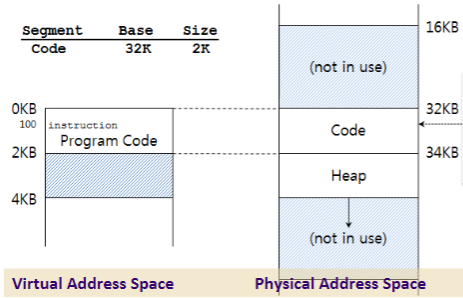 Segment Base Size
Code 32K 2K
16KB
(not in use)
0KB
32KB
100 instruction
Program Code
Code
2KB
34KB
Heap
4KB
(not in use)
Virtual Address Space
Physical Address Space